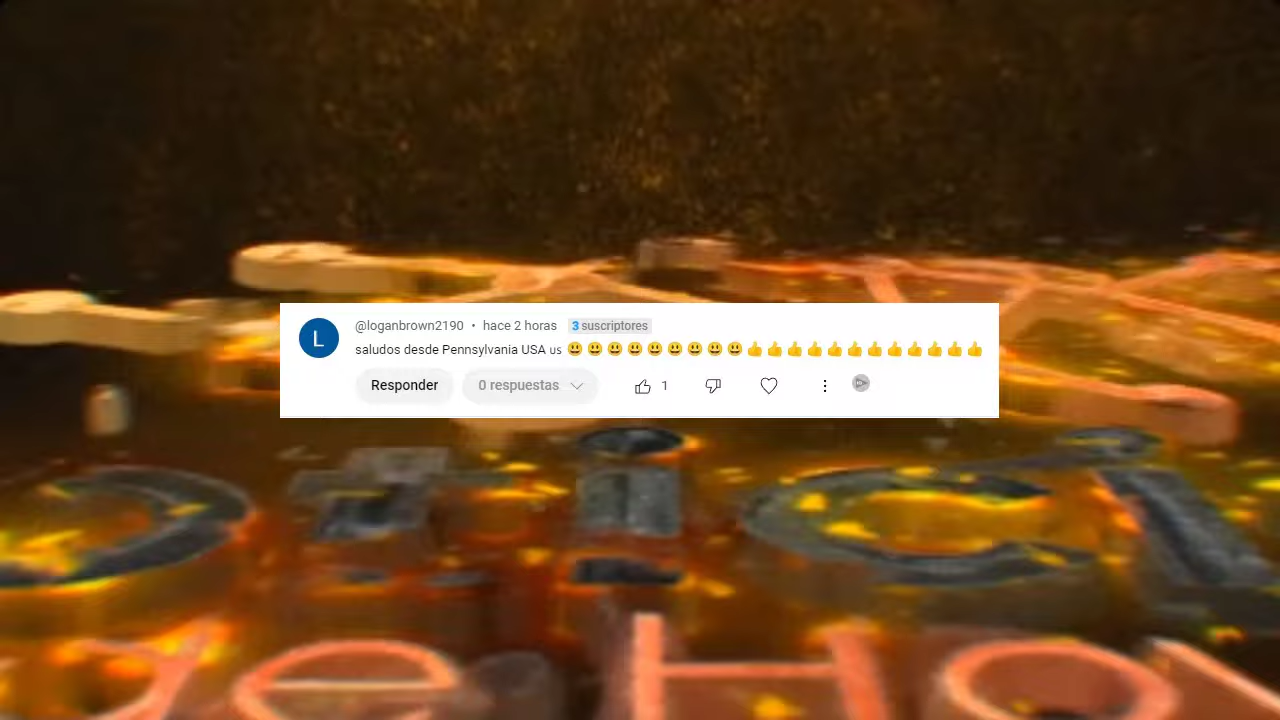 L
@loganbrown2190 • hace 2 horas 3 suscriptores
saludos desde Pennsylvania USA us 😃😃😃😃😃😃😃😃😃👍👍👍👍👍👍👍👍👍👍👍👍
Responder 0 respuestas 1